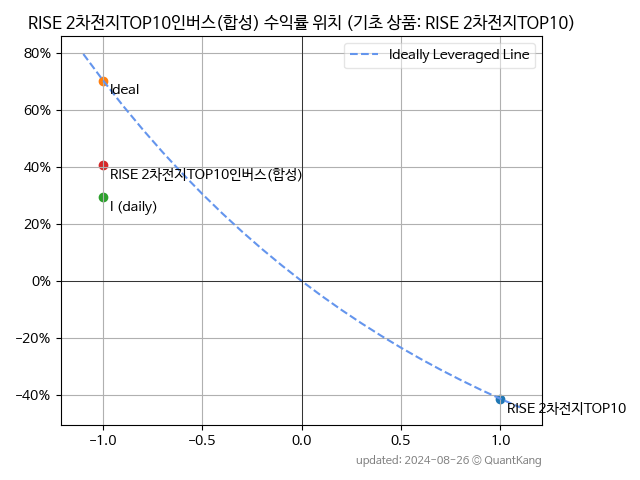 RISE 2차전지TOP10인버스(합성) 수익률 위치 (기초 상품: RISE 2차전지TOP10)
Ideally Leveraged Line
80%
60%
40%
20%
0%
−20%
−40%
Ideal
RISE 2차전지TOP10인버스(합성)
I (daily)
RISE 2차전지TOP10
−1.0
−0.5
0.0
0.5
1.0
updated: 2024-08-26 © QuantKang